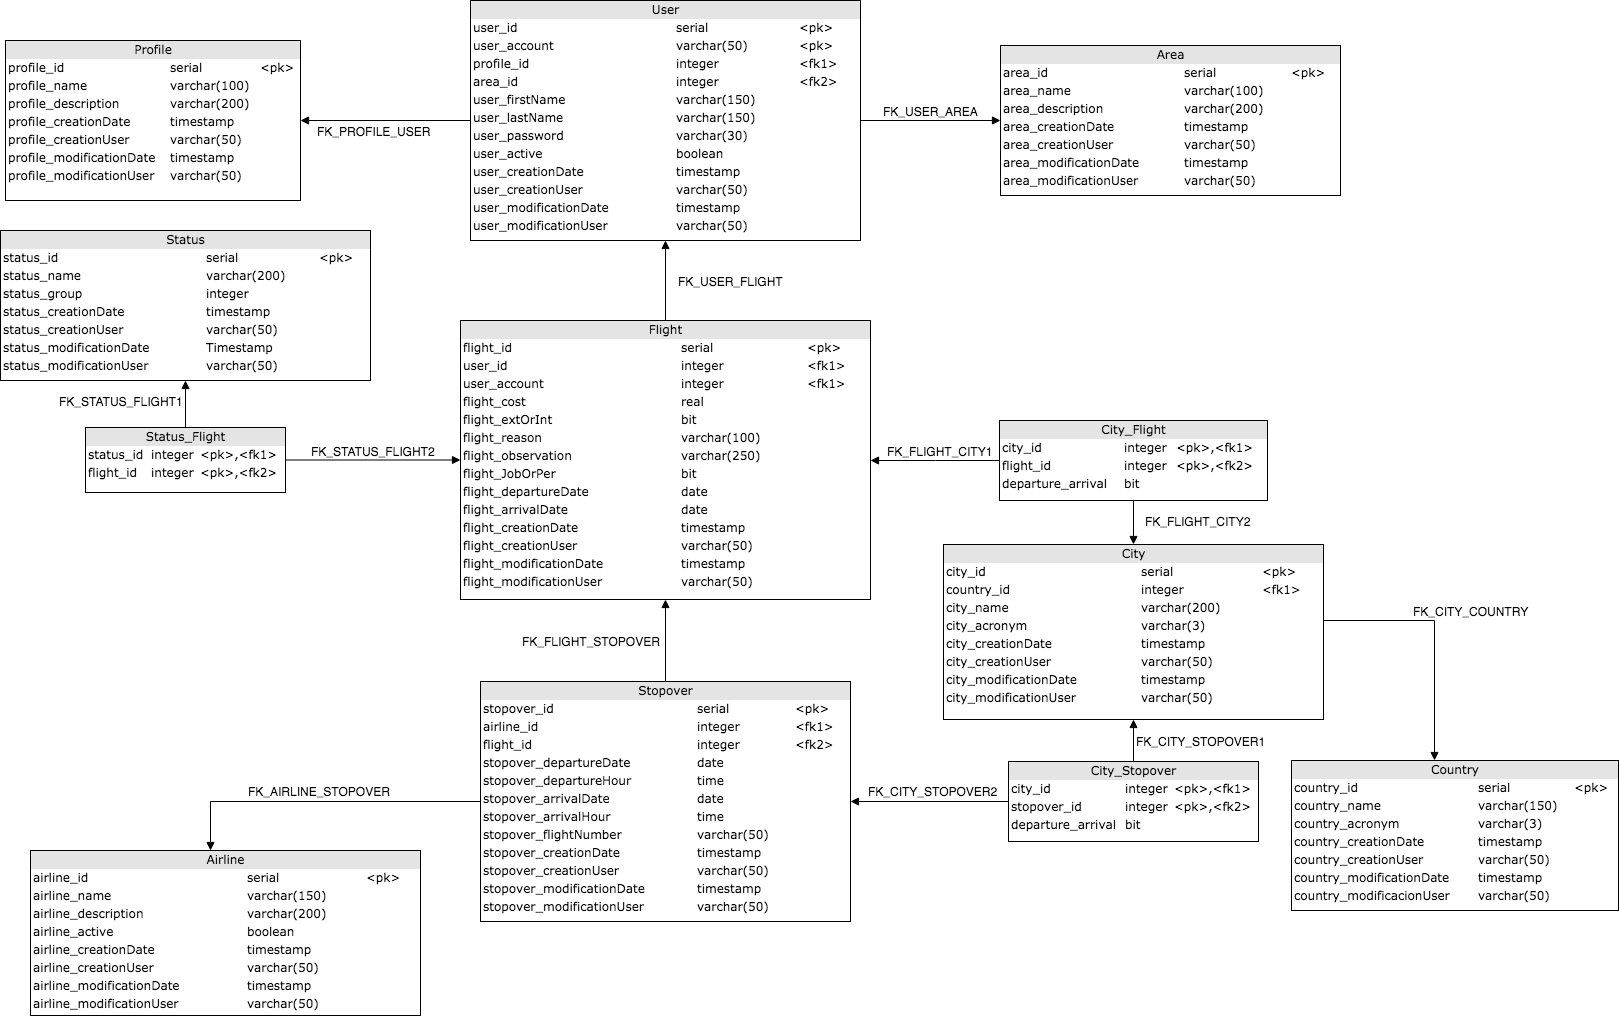 User
user_id serial <pk>
user_account varchar(50) <pk>
profile_id integer <fk1>
area_id integer <fk2>
user_firstName varchar(150)
user_lastName varchar(150)
user_password varchar(30)
user_active boolean
user_creationDate timestamp
user_creationUser varchar(50)
user_modificationDate timestamp
user_modificationUser varchar(50)
Profile
profile_id serial <pk>
profile_name varchar(100)
profile_description varchar(200)
profile_creationDate timestamp
profile_creationUser varchar(50)
profile_modificationDate timestamp
profile_modificationUser varchar(50)
FK_PROFILE_USER
FK_USER_AREA
Area
area_id serial <pk>
area_name varchar(100)
area_description varchar(200)
area_creationDate timestamp
area_creationUser varchar(50)
area_modificationDate timestamp
area_modificationUser varchar(50)
Status
status_id serial <pk>
status_name varchar(200)
status_group integer
status_creationDate timestamp
status_creationUser varchar(50)
status_modificationDate Timestamp
status_modificationUser varchar(50)
FK_USER_FLIGHT
FK_STATUS_FLIGHT1
Status_Flight
status_id integer <pk>,<fk1>
flight_id integer <pk>,<fk2>
FK_STATUS_FLIGHT2
Flight
flight_id serial <pk>
user_id integer <fk1>
user_account integer <fk1>
flight_cost real
flight_extOrInt bit
flight_reason varchar(100)
flight_observation varchar(250)
flight_JobOrPer bit
flight_departureDate date
flight_arrivalDate date
flight_creationDate timestamp
flight_creationUser varchar(50)
flight_modificationDate timestamp
flight_modificationUser varchar(50)
FK_FLIGHT_CITY1
City_Flight
city_id integer <pk>,<fk1>
flight_id integer <pk>,<fk2>
departure_arrival bit
FK_FLIGHT_CITY2
City
city_id serial <pk>
country_id integer <fk1>
city_name varchar(200)
city_acronym varchar(3)
city_creationDate timestamp
city_creationUser varchar(50)
city_modificationDate timestamp
city_modificationUser varchar(50)
FK_CITY_COUNTRY
FK_FLIGHT_STOPOVER
Stopover
stopover_id serial <pk>
airline_id integer <fk1>
flight_id integer <fk2>
stopover_departureDate date
stopover_departureHour time
stopover_arrivalDate date
stopover_arrivalHour time
stopover_flightNumber varchar(50)
stopover_creationDate timestamp
stopover_creationUser varchar(50)
stopover_modificationDate timestamp
stopover_modificationUser varchar(50)
FK_CITY_STOPOVER1
City_Stopover
city_id integer <pk>,<fk1>
stopover_id integer <pk>,<fk2>
departure_arrival bit
FK_CITY_STOPOVER2
Country
country_id serial <pk>
country_name varchar(150)
country_acronym varchar(3)
country_creationDate timestamp
country_creationUser varchar(50)
country_modificationDate timestamp
country_modificacionUser varchar(50)
FK_AIRLINE_STOPOVER
Airline
airline_id serial <pk>
airline_name varchar(150)
airline_description varchar(200)
airline_active boolean
airline_creationDate timestamp
airline_creationUser varchar(50)
airline_modificationDate timestamp
airline_modificationUser varchar(50)